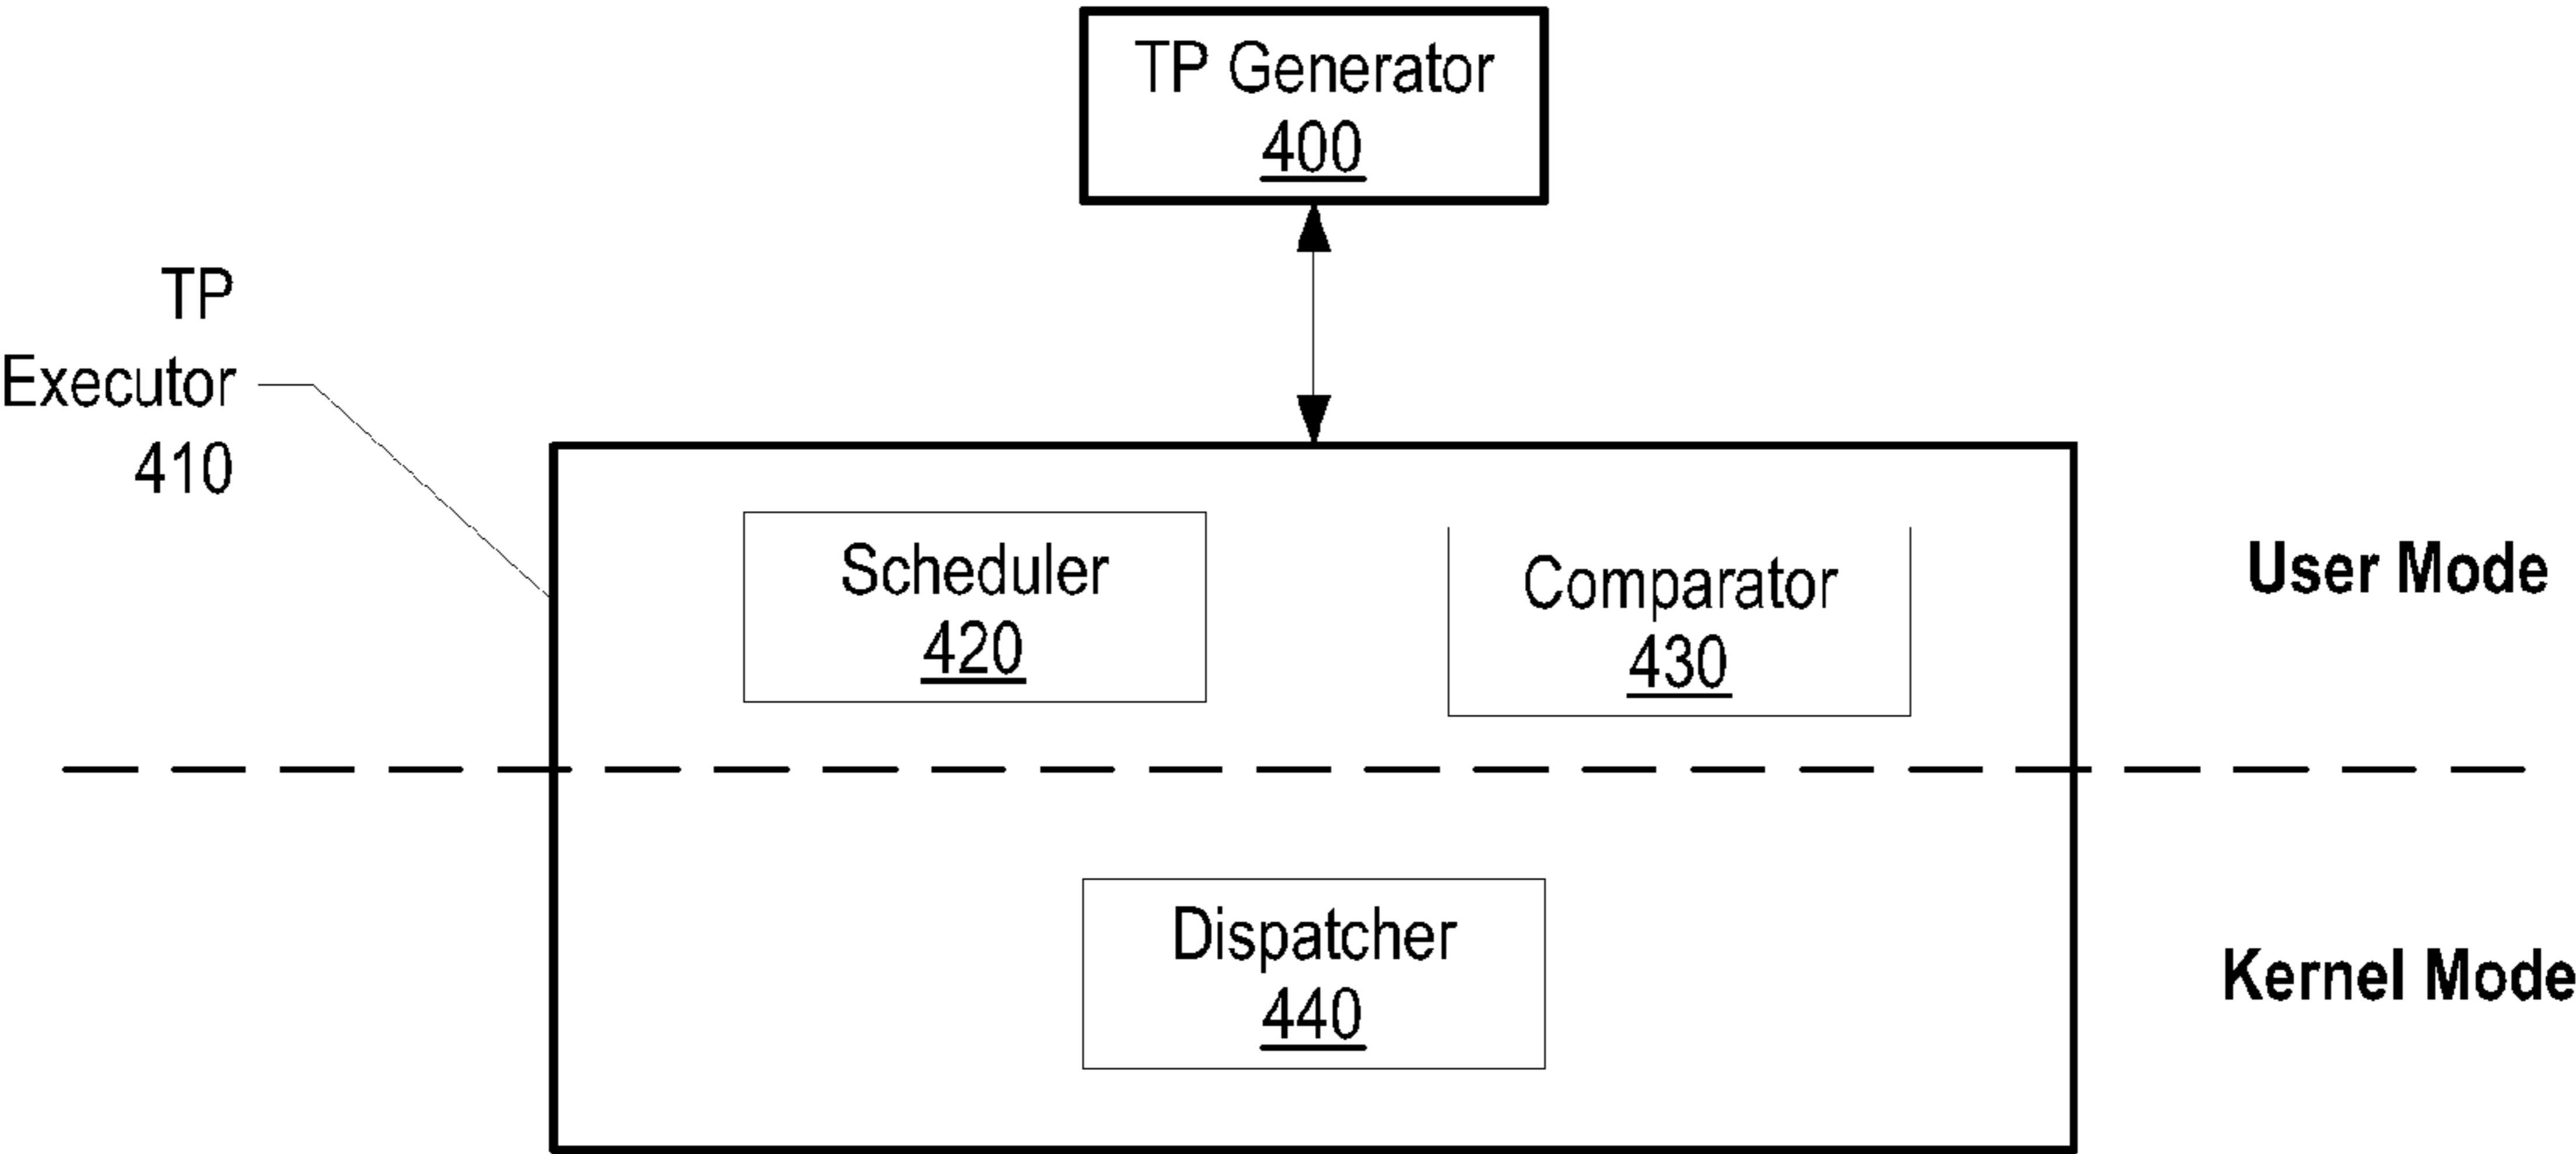 TP Generator
400
TP
Executor
410
Scheduler
420
Comparator
430
User Mode
Dispatcher
440
Kernel Mode